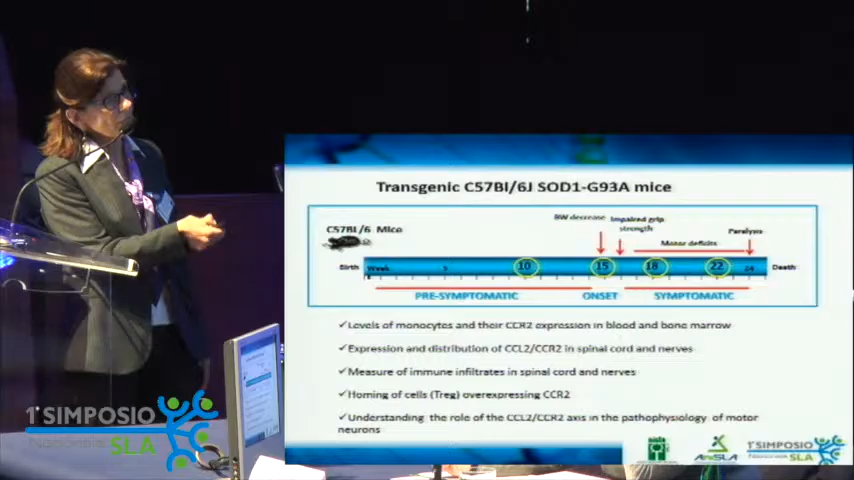 Transgenic C57Bl/6J SOD1-G93A mice
BW decrease
Impaired grip
strength
Paralysis
C57Bl/6 Mice
Motor deficits
Birth
Week
5
10
15
18
22
24
Death
PRE-SYMPTOMATIC
ONSET
SYMPTOMATIC
✓Levels of monocytes and their CCR2 expression in blood and bone marrow
✓Expression and distribution of CCL2/CCR2 in spinal cord and nerves
✓Measure of immune infiltrates in spinal cord and nerves
✓Homing of cells (Treg) overexpressing CCR2
✓Understanding the role of the CCL2/CCR2 axis in the pathophysiology of motor
neurons
1°SIMPOSIO
SLA
1°SIMPOSIO
SLA